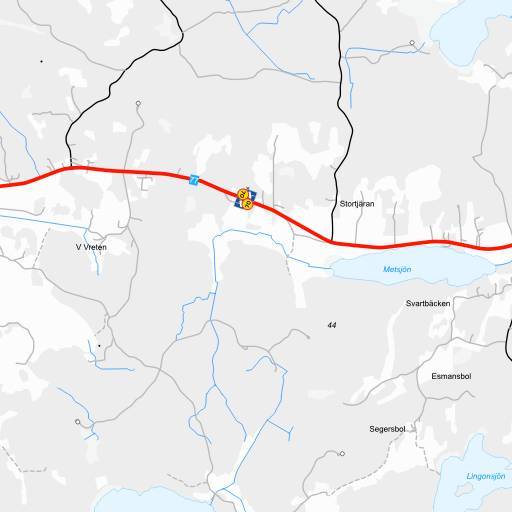 Stortjäran
V Vreten
Metsjön
Svartbäcken
44
Esmansbol
Segersbol
Lingonsjön